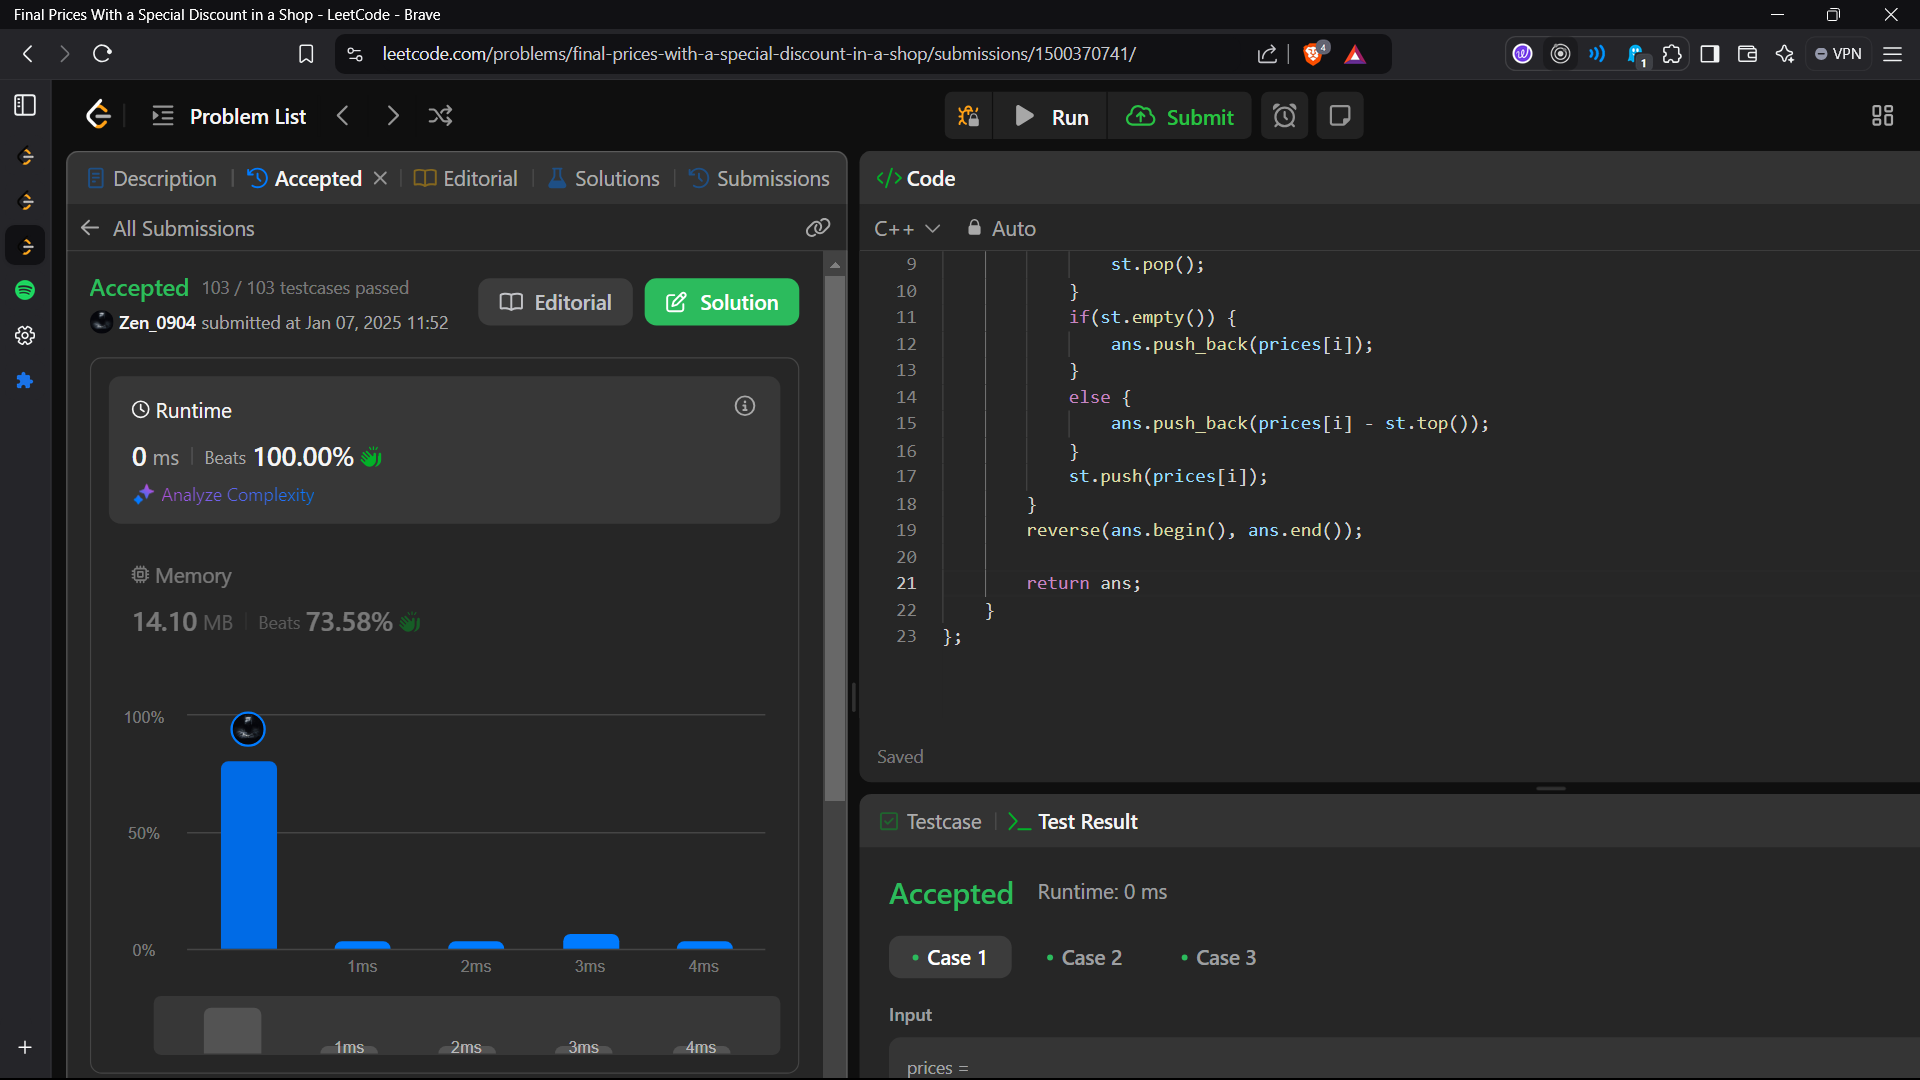 Final Prices With a Special Discount in a Shop - LeetCode - Brave
leetcode.com/problems/final-prices-with-a-special-discount-in-a-shop/submissions/1500370741/
4
1
VPN
Problem List
Run
Submit
Description
Accepted
Editorial
Solutions
Submissions
All Submissions
Accepted 103 / 103 testcases passed
Zen_0904 submitted at Jan 07, 2025 11:52
Editorial
Solution
Runtime
0 ms Beats 100.00%
Analyze Complexity
Memory
14.10 MB Beats 73.58%
100%
50%
0%
1ms 2ms 3ms 4ms
1ms 2ms 3ms 4ms
</> Code
C++ Auto
9 st.pop();
10 }
11 if(st.empty()) {
12 ans.push_back(prices[i]);
13 }
14 else {
15 ans.push_back(prices[i] - st.top());
16 }
17 st.push(prices[i]);
18 }
19 reverse(ans.begin(), ans.end());
20
21 return ans;
22 }
23 };
Saved
Testcase
>_ Test Result
Accepted Runtime: 0 ms
• Case 1 • Case 2 • Case 3
Input
prices =